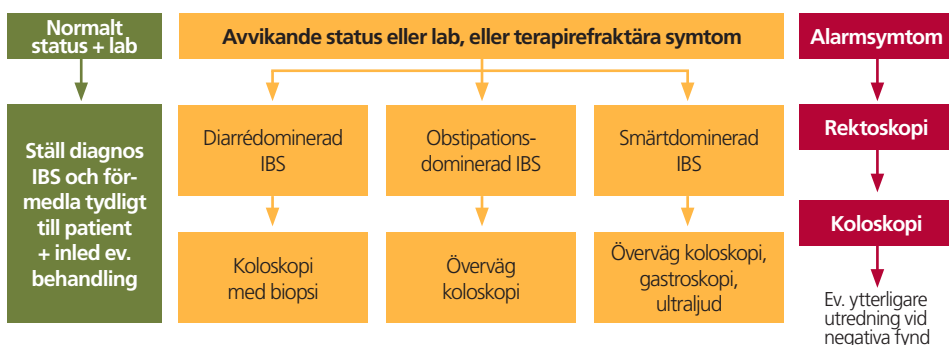 Normalt
status + lab
Ställ diagnos
IBS och för-
medla tydligt
till patient
+ inled ev.
behandling
Avvikande status eller lab, eller terapirefraktära symtom
Diarrédominerad
IBS
Koloskopi
med biopsi
Obstipations-
dominerad IBS
Överväg
koloskopi
Smärtdominerad
IBS
Överväg koloskopi,
gastroskopi,
ultraljud
Alarmsymtom
Rektoskopi
Koloskopi
Ev. ytterligare
utredning vid
negativa fynd